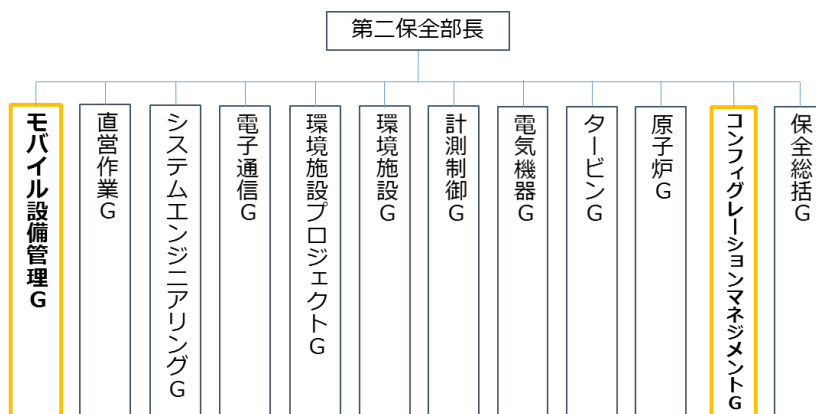 第二保全部長
モバイル設備管理G
直営作業G
システムエンジニアリングG
電子通信G
環境施設プロジェクトG
環境施設G
計測制御G
電気機器G
タービンG
原子炉G
コンフィグレーションマネジメントG
保全総括G